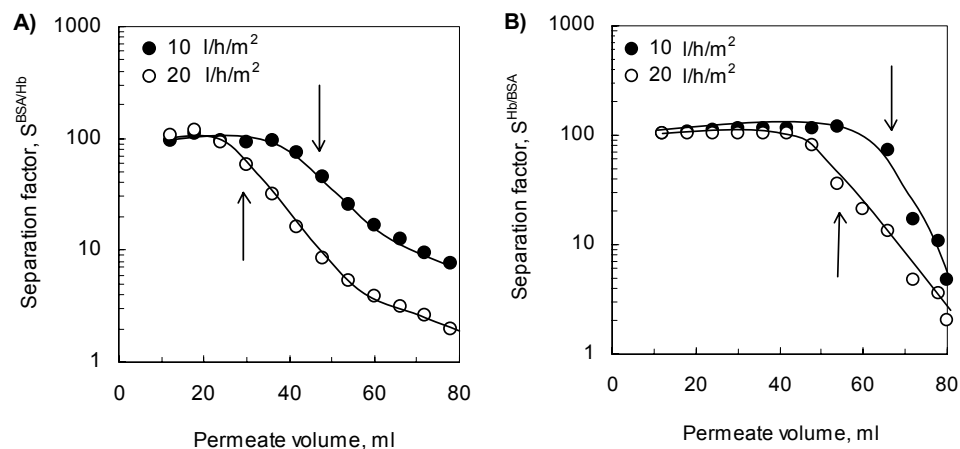 A)
1000
100
10
1
● 10 l/h/m²
○ 20 l/h/m²
Separation factor, S^BSA/Hb
0 20 40 60 80
Permeate volume, ml
B)
1000
100
10
1
● 10 l/h/m²
○ 20 l/h/m²
Separation factor, S^Hb/BSA
0 20 40 60 80
Permeate volume, ml